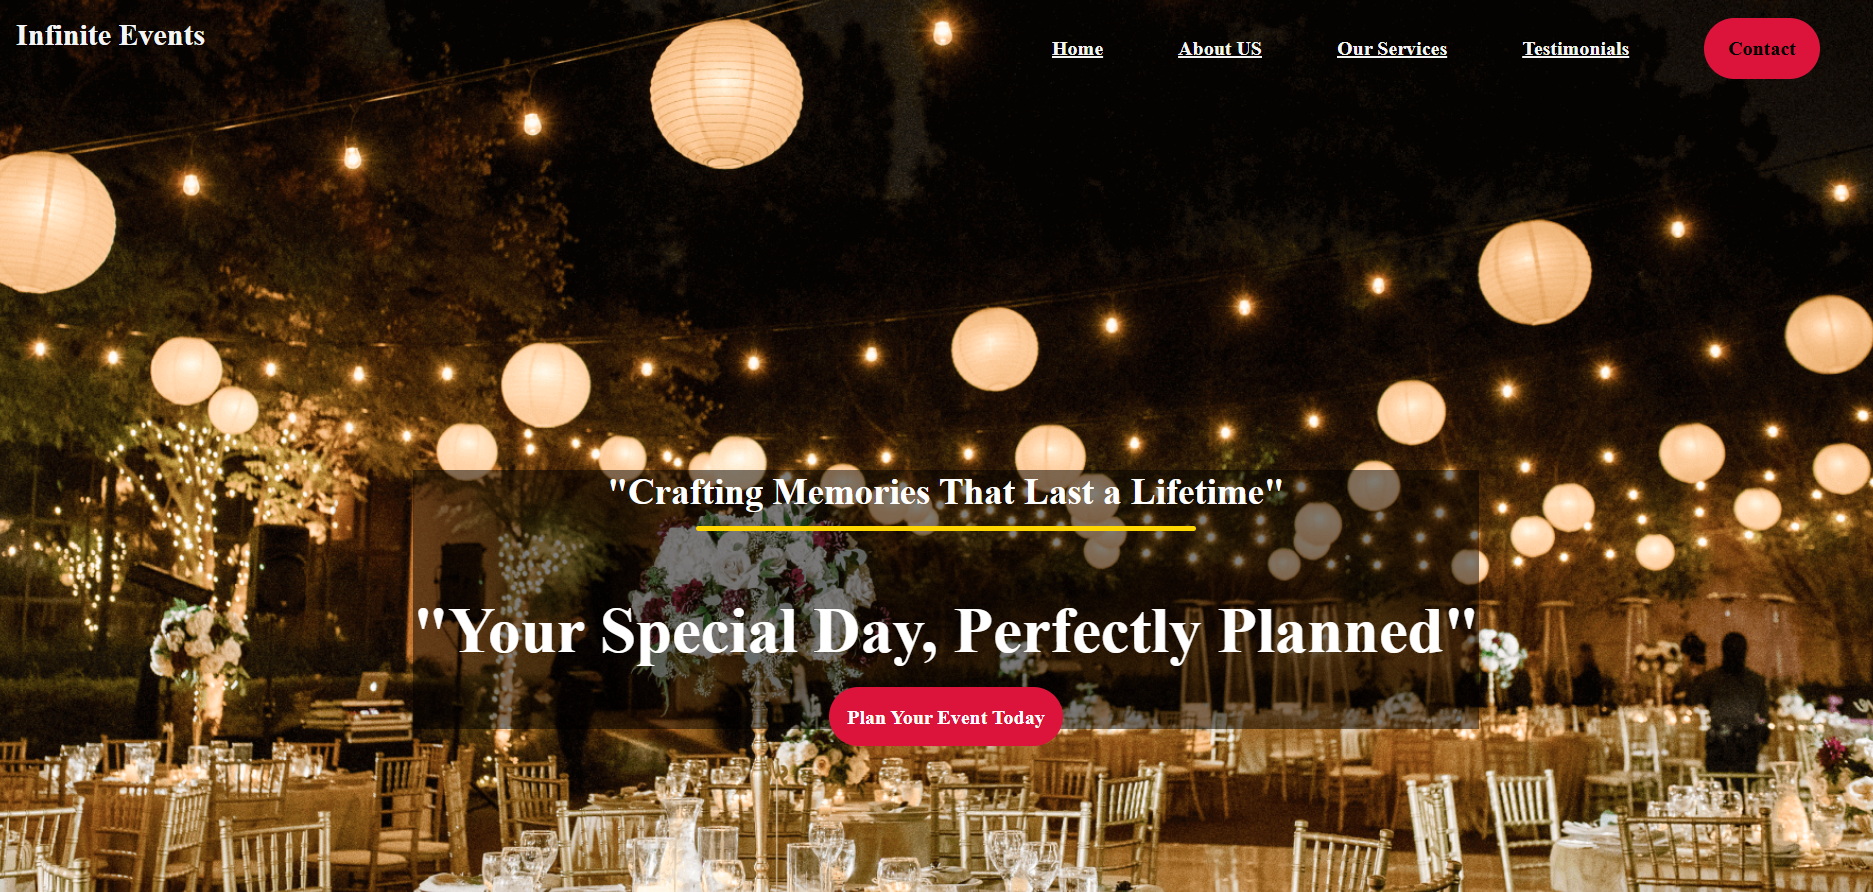 Infinite Events
Home About US Our Services Testimonials Contact
"Crafting Memories That Last a Lifetime"
"Your Special Day, Perfectly Planned"
Plan Your Event Today